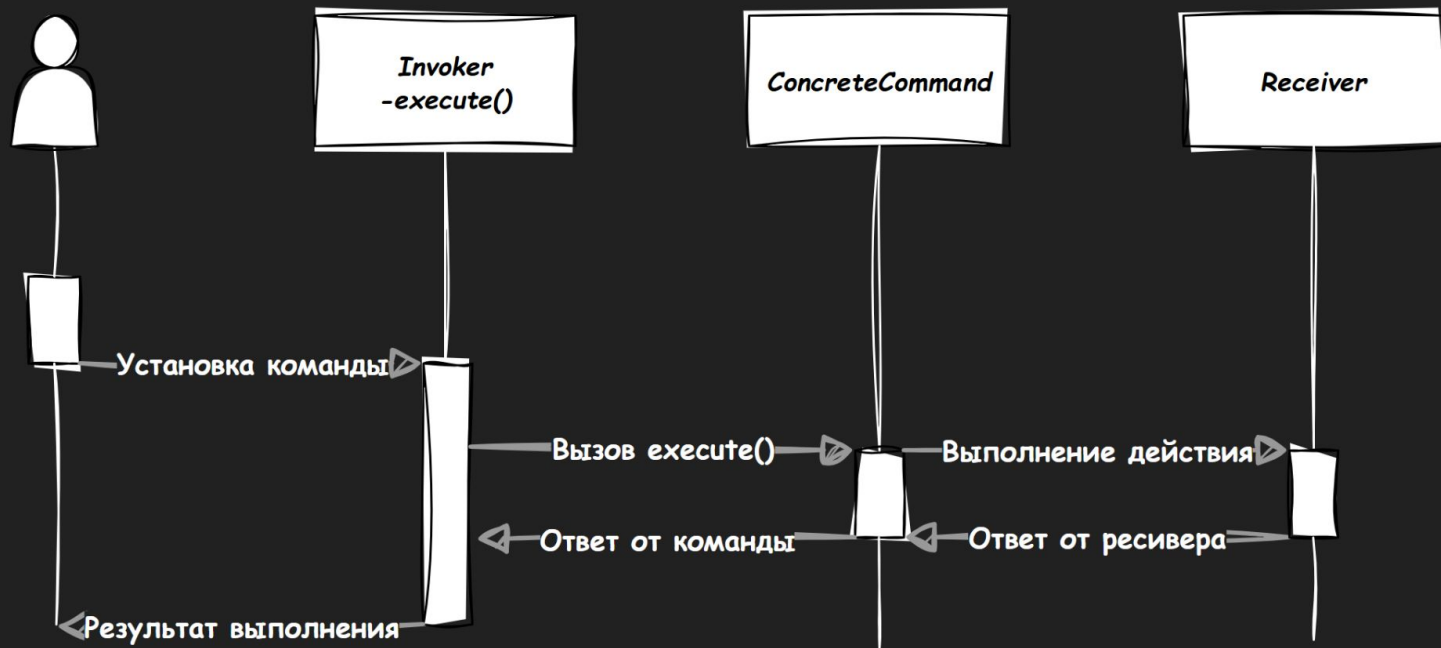 Invoker
-execute()
ConcreteCommand
Receiver
Установка команды
Вызов execute()
Выполнение действия
Ответ от команды
Ответ от ресивера
Результат выполнения